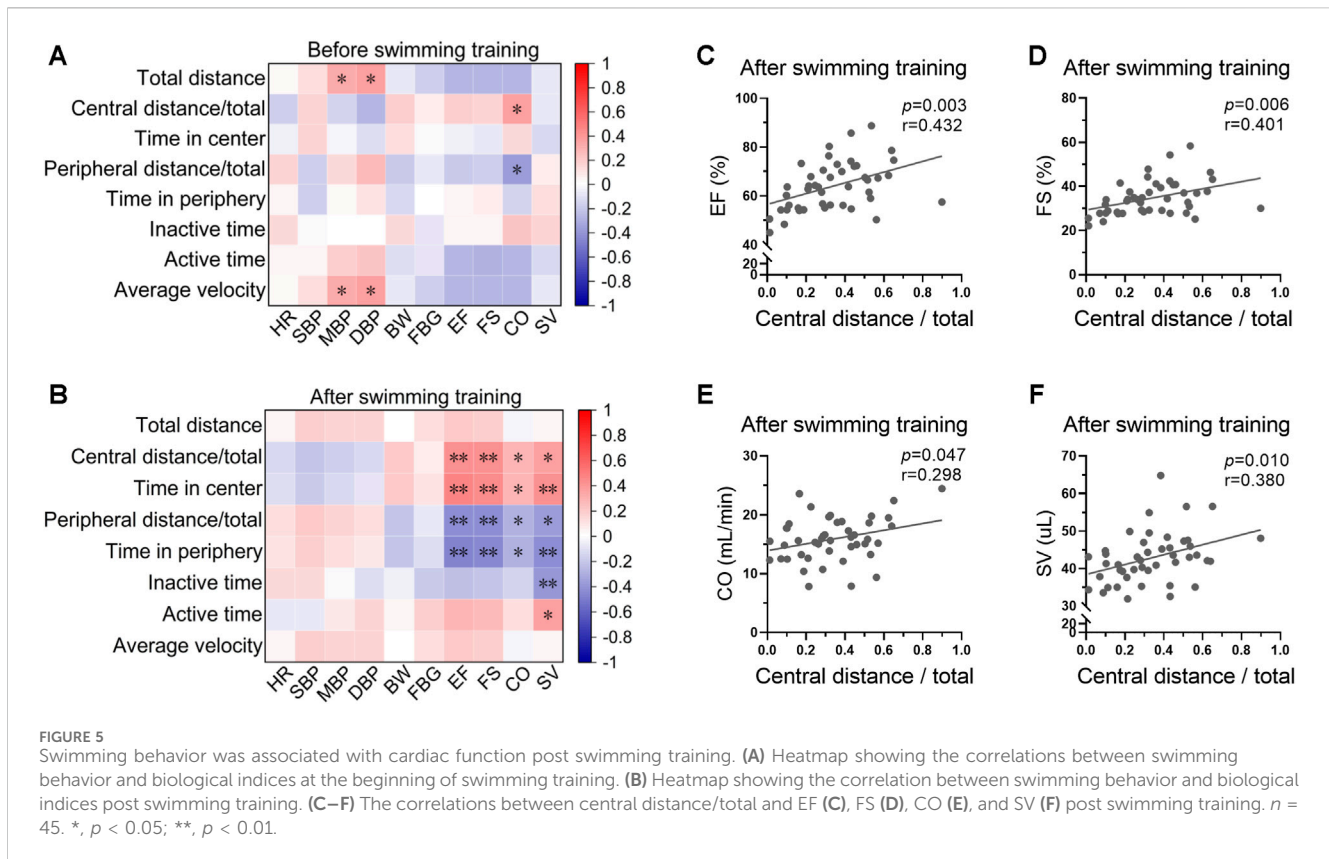 A
Before swimming training
Total distance
* *
Central distance/total
*
Time in center
Peripheral distance/total
*
Time in periphery
Inactive time
Active time
Average velocity
* *
HR SBP MBP DBP BW FBG EF FS CO SV
1
0.8
0.6
0.4
0.2
0
-0.2
-0.4
-0.6
-0.8
-1
B
After swimming training
Total distance
Central distance/total
** ** * *
Time in center
** ** * **
Peripheral distance/total
** ** * *
Time in periphery
** ** * **
Inactive time
**
Active time
*
Average velocity
HR SBP MBP DBP BW FBG EF FS CO SV
1
0.8
0.6
0.4
0.2
0
-0.2
-0.4
-0.6
-0.8
-1
C
After swimming training
p=0.003
r=0.432
EF (%)
100
80
60
40
20
0
0.0 0.2 0.4 0.6 0.8 1.0
Central distance / total
D
After swimming training
p=0.006
r=0.401
FS (%)
80
60
40
20
0
0.0 0.2 0.4 0.6 0.8 1.0
Central distance / total
E
After swimming training
p=0.047
r=0.298
CO (mL/min)
30
20
10
0
0.0 0.2 0.4 0.6 0.8 1.0
Central distance / total
F
After swimming training
p=0.010
r=0.380
SV (uL)
70
60
50
40
30
20
0
0.0 0.2 0.4 0.6 0.8 1.0
Central distance / total
FIGURE 5
Swimming behavior was associated with cardiac function post swimming training. (A) Heatmap showing the correlations between swimming
behavior and biological indices at the beginning of swimming training. (B) Heatmap showing the correlation between swimming behavior and biological
indices post swimming training. (C–F) The correlations between central distance/total and EF (C), FS (D), CO (E), and SV (F) post swimming training. n =
45. *, p < 0.05; **, p < 0.01.